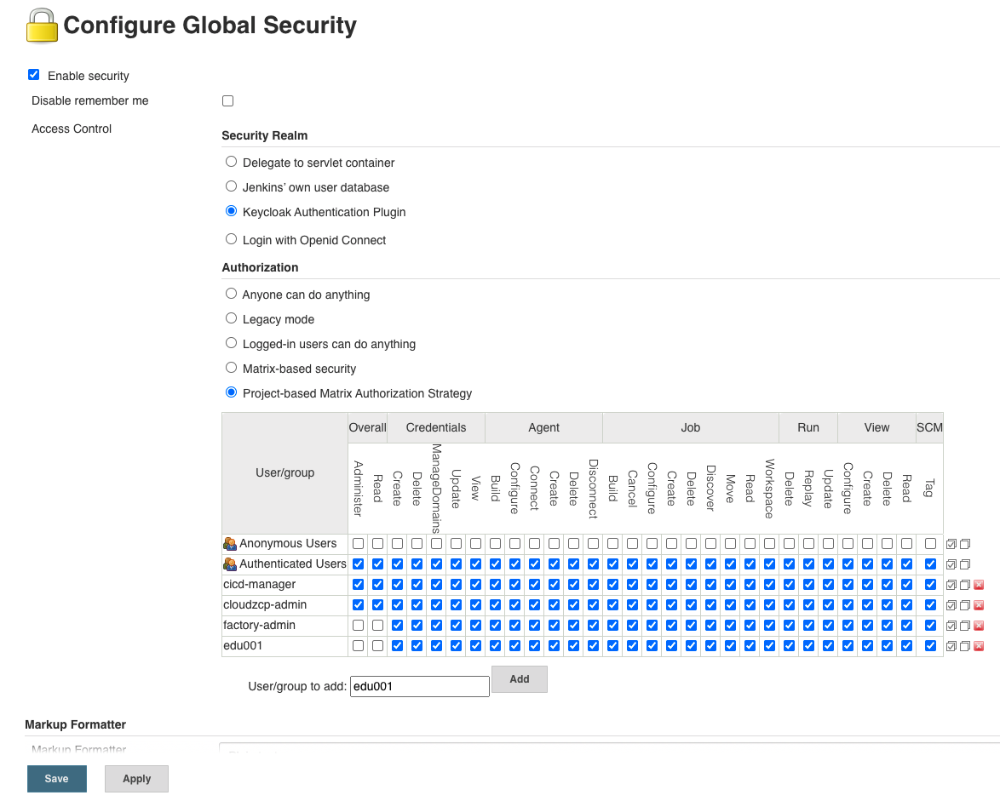 Configure Global Security
Enable security
Disable remember me
Access Control
Security Realm
Delegate to servlet container
Jenkins’ own user database
Keycloak Authentication Plugin
Login with Openid Connect
Authorization
Anyone can do anything
Legacy mode
Logged-in users can do anything
Matrix-based security
Project-based Matrix Authorization Strategy
User/group Overall Credentials Agent Job Run View SCM
Administer Read Create Delete ManageDomains Update View Build Configure Connect Create Delete Disconnect Build Cancel Configure Create Delete Discover Move Read Workspace Delete Replay Update Configure Create Delete Read Tag
Anonymous Users
Authenticated Users
cicd-manager
cloudzcp-admin
factory-admin
edu001
User/group to add: edu001 Add
Markup Formatter
Markup Formatter
Save Apply